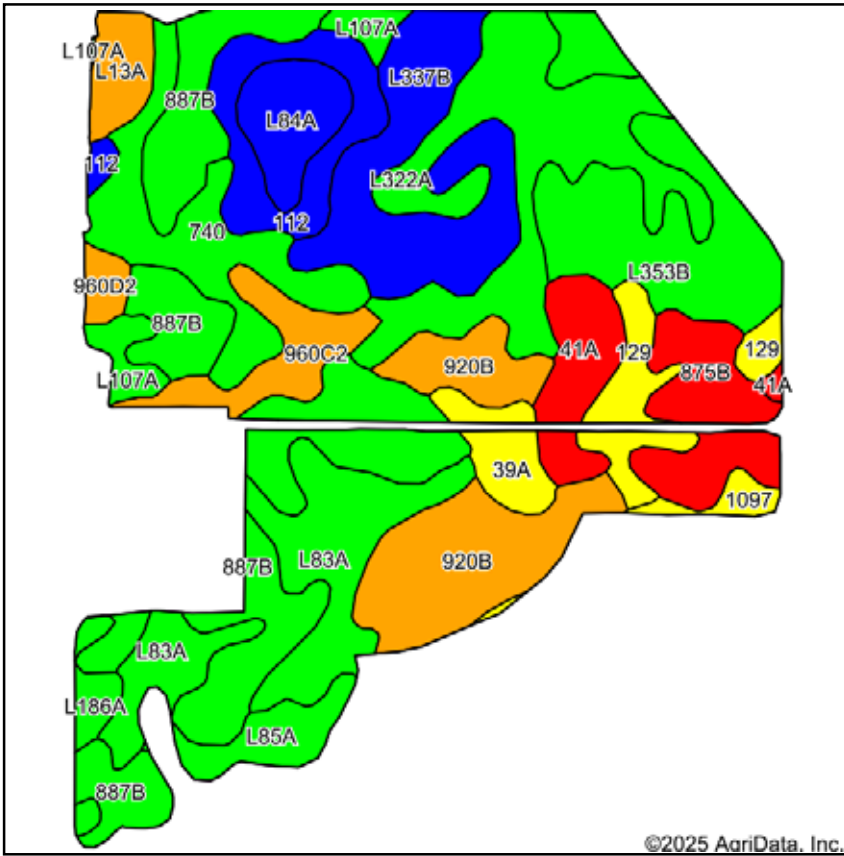 L107A
L107A
L13A
L337B
887B
L84A
112
L322A
112
740
L353B
960D2
887B
960C2
41A
129
129
920B
875B
41A
L107A
39A
1097
920B
887B
L83A
L83A
L186A
L85A
887B
©2025 AgriData, Inc.